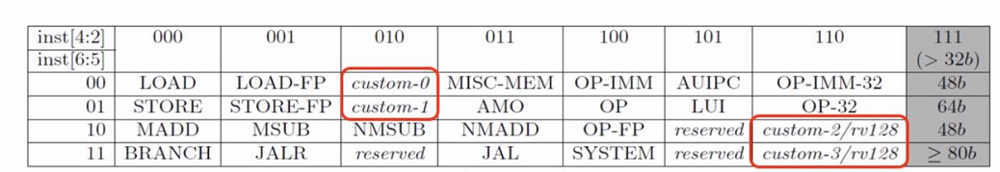 inst[4:2] 000 001 010 011 100 101 110 111
inst[6:5] (> 32b)
00 LOAD LOAD-FP custom-0 MISC-MEM OP-IMM AUIPC OP-IMM-32 48b
01 STORE STORE-FP custom-1 AMO OP LUI OP-32 64b
10 MADD MSUB NMSUB NMADD OP-FP reserved custom-2/rv128 48b
11 BRANCH JALR reserved JAL SYSTEM reserved custom-3/rv128 ≥ 80b